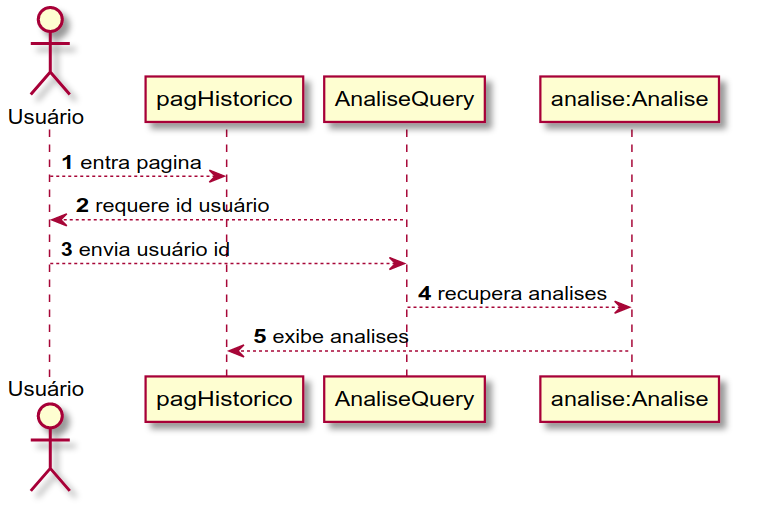 Usuário
pagHistorico
AnaliseQuery
analise:Analise
1 entra pagina
2 requere id usuário
3 envia usuário id
4 recupera analises
5 exibe analises
Usuário
pagHistorico
AnaliseQuery
analise:Analise